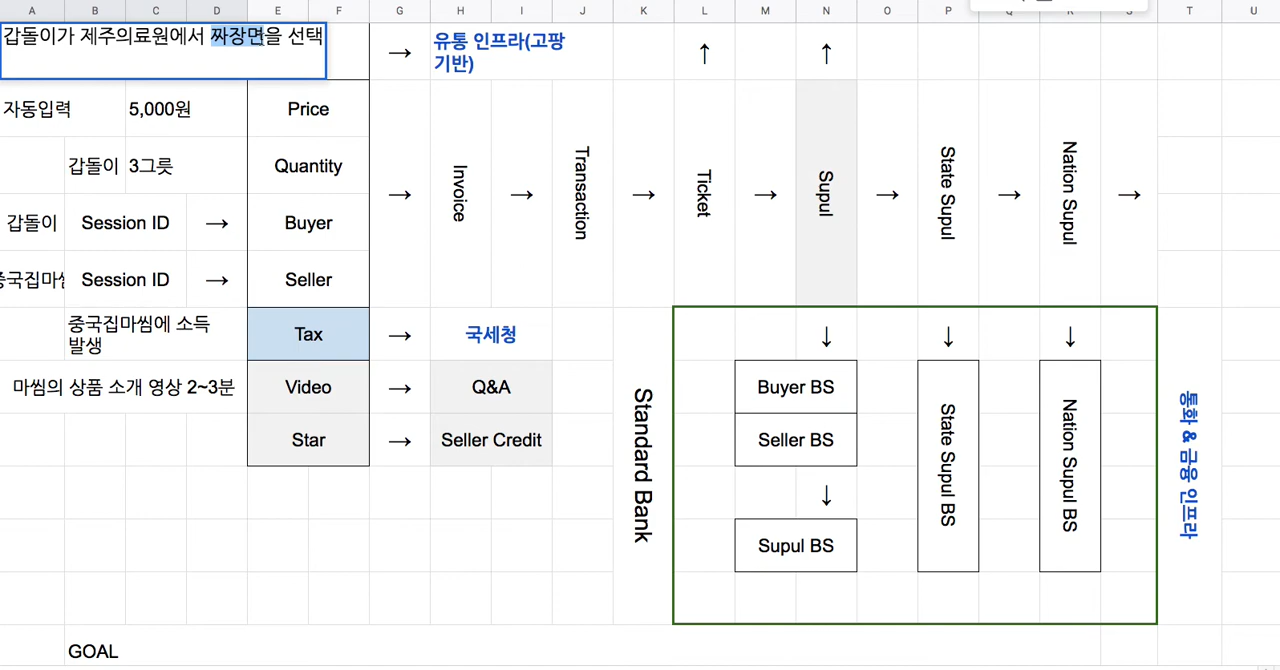 A B C D E F G H I J K L M N O P Q R S T U
갑돌이가 제주의료원에서 짜장면을 선택
→ 유통 인프라(고팡
기반)
↑ ↑
자동입력 5,000원 Price
갑돌이 3그릇 Quantity
갑돌이 Session ID → Buyer
중국집마씸 Session ID → Seller
→ Invoice → Transaction → Ticket → Supul → State Supul → Nation Supul →
중국집마씸에 소득
발생
Tax → 국세청
마씸의 상품 소개 영상 2~3분 Video → Q&A
Star → Seller Credit
Standard Bank
↓ ↓ ↓
Buyer BS
Seller BS
↓
Supul BS
State Supul BS
Nation Supul BS
통화 & 금융 인프라
GOAL